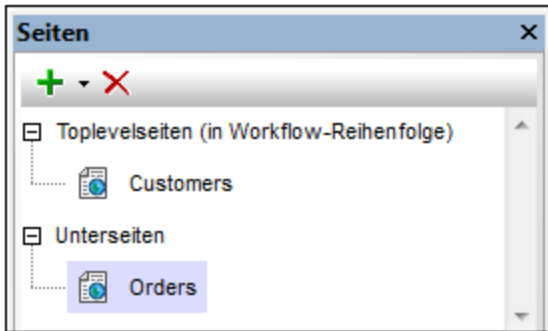 Seiten
Toplevelseiten (in Workflow-Reihenfolge)
Customers
Unterseiten
Orders